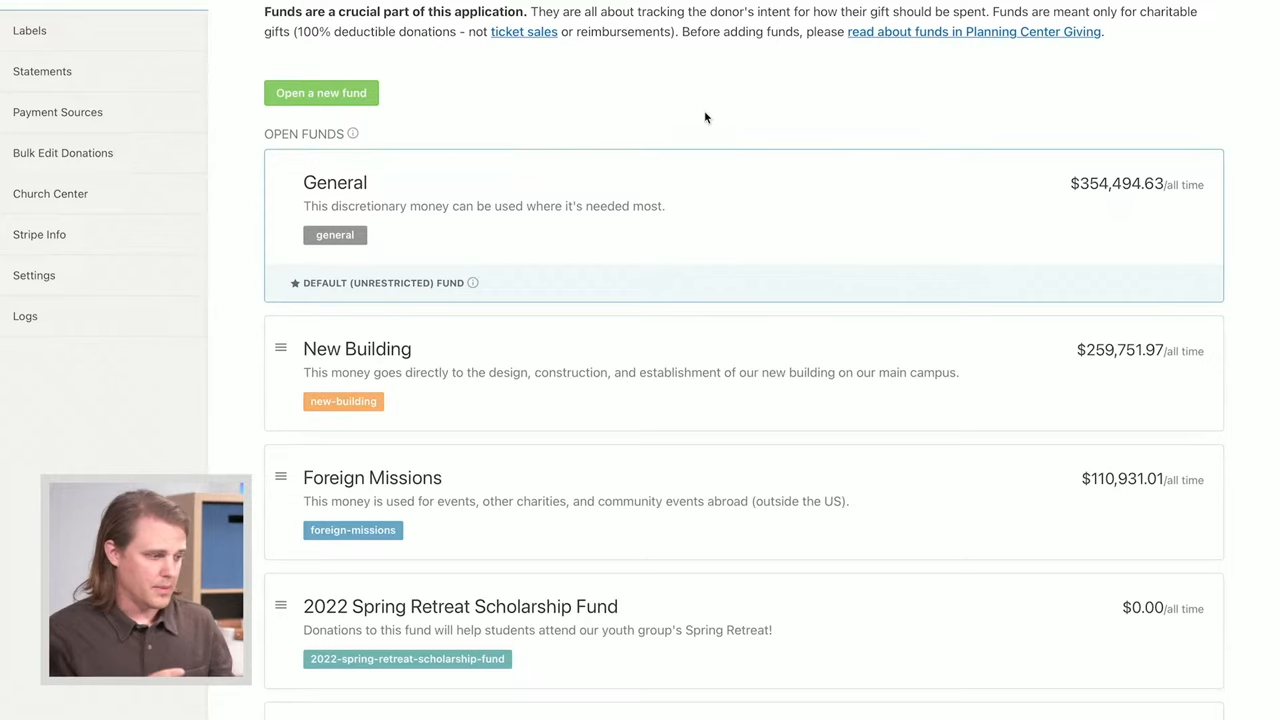 Funds are a crucial part of this application. They are all about tracking the donor's intent for how their gift should be spent. Funds are meant only for charitable
gifts (100% deductible donations - not ticket sales or reimbursements). Before adding funds, please read about funds in Planning Center Giving.
Labels
Statements
Payment Sources
Bulk Edit Donations
Church Center
Stripe Info
Settings
Logs
Open a new fund
OPEN FUNDS
General
$354,494.63/all time
This discretionary money can be used where it's needed most.
general
DEFAULT (UNRESTRICTED) FUND
New Building
$259,751.97/all time
This money goes directly to the design, construction, and establishment of our new building on our main campus.
new-building
Foreign Missions
$110,931.01/all time
This money is used for events, other charities, and community events abroad (outside the US).
foreign-missions
2022 Spring Retreat Scholarship Fund
$0.00/all time
Donations to this fund will help students attend our youth group's Spring Retreat!
2022-spring-retreat-scholarship-fund